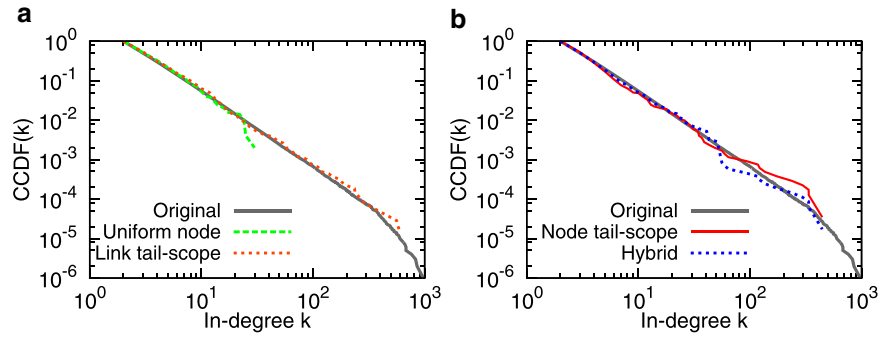 a
10^0
10^-1
10^-2
10^-3
10^-4
10^-5
10^-6
CCDF(k)
Original
Uniform node
Link tail-scope
10^0 10^1 10^2 10^3
In-degree k
b
10^0
10^-1
10^-2
10^-3
10^-4
10^-5
10^-6
CCDF(k)
Original
Node tail-scope
Hybrid
10^0 10^1 10^2 10^3
In-degree k